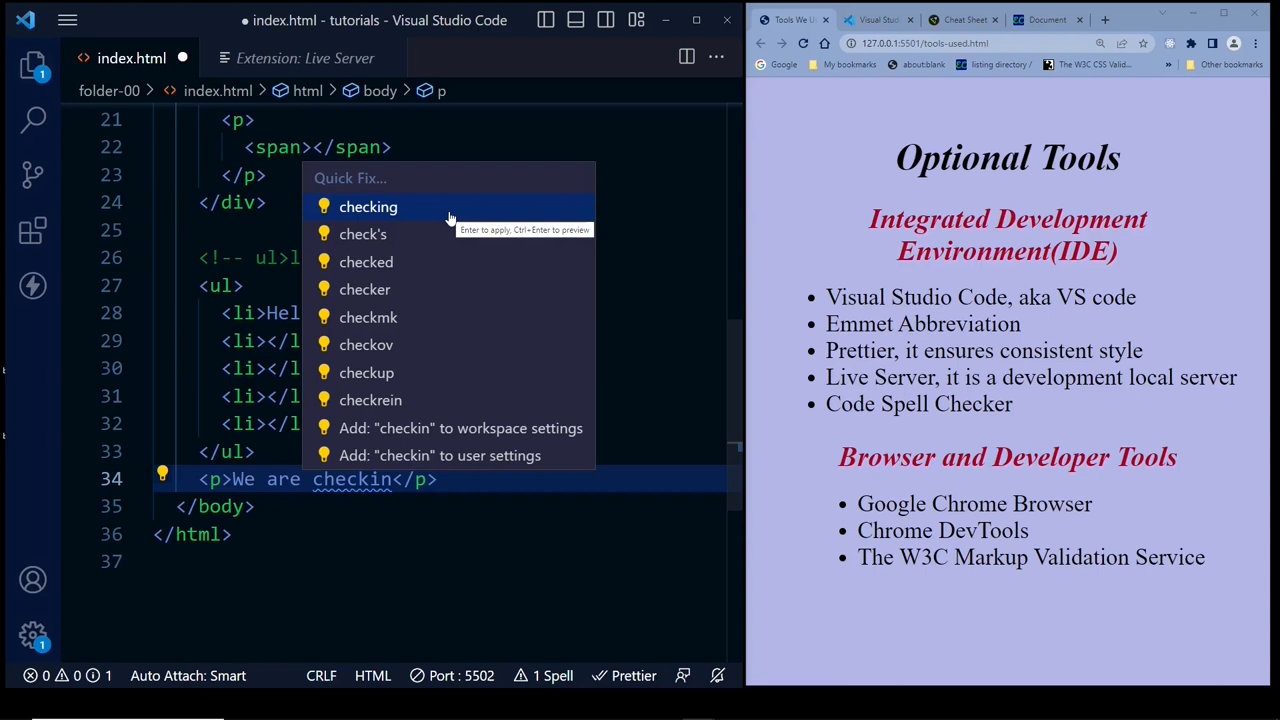 ● index.html - tutorials - Visual Studio Code
index.html
Extension: Live Server
folder-00 > index.html > html > body > p
21 <p>
22 <span></span>
23 </p>
24 </div>
25
26 <!-- ul>l
27 <ul>
28 <li>Hel
29 <li></l
30 <li></l
31 <li></l
32 <li></l
33 </ul>
34 <p>We are checkin</p>
35 </body>
36 </html>
37
Quick Fix...
checking
Enter to apply, Ctrl+Enter to preview
check's
checked
checker
checkmk
checkov
checkup
checkrein
Add: "checkin" to workspace settings
Add: "checkin" to user settings
1
1
0 0 1 Auto Attach: Smart CRLF HTML Port : 5502 1 Spell Prettier
Tools We U
Visual Stud
Cheat Sheet
Document
127.0.0.1:5501/tools-used.html
Google My bookmarks about:blank listing directory / The W3C CSS Valid... » Other bookmarks
Optional Tools
Integrated Development
Environment(IDE)
• Visual Studio Code, aka VS code
• Emmet Abbreviation
• Prettier, it ensures consistent style
• Live Server, it is a development local server
• Code Spell Checker
Browser and Developer Tools
• Google Chrome Browser
• Chrome DevTools
• The W3C Markup Validation Service